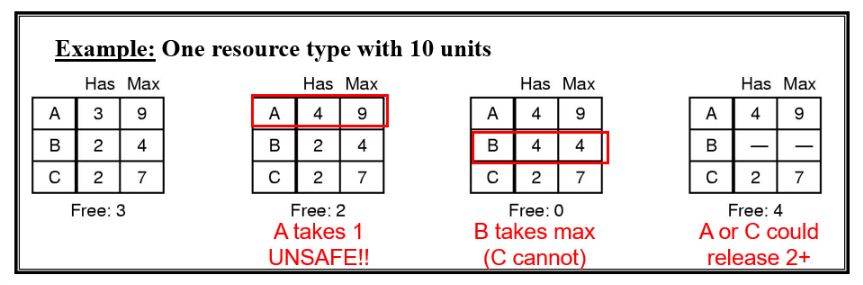 Example: One resource type with 10 units
Has Max Has Max Has Max Has Max
A 3 9 A 4 9 A 4 9 A 4 9
B 2 4 B 2 4 B 4 4 B — —
C 2 7 C 2 7 C 2 7 C 2 7
Free: 3 Free: 2 Free: 0 Free: 4
A takes 1 B takes max A or C could
UNSAFE!! (C cannot) release 2+